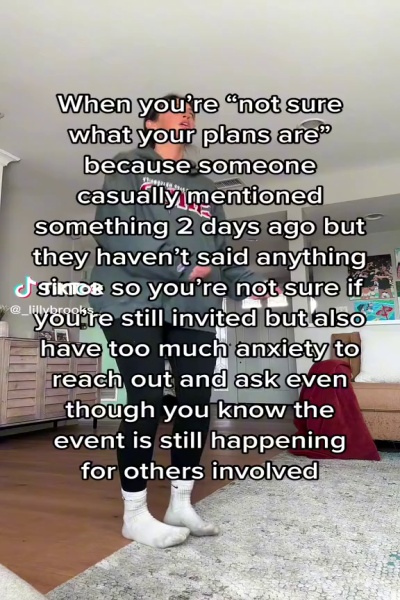 When you're “not sure
what your plans are”
because someone
casually mentioned
something 2 days ago but
they haven't said anything
since so you're not sure if
you're still invited but also
have too much anxiety to
reach out and ask even
though you know the
event is still happening
for others involved
TikTok
@_lillybrooks